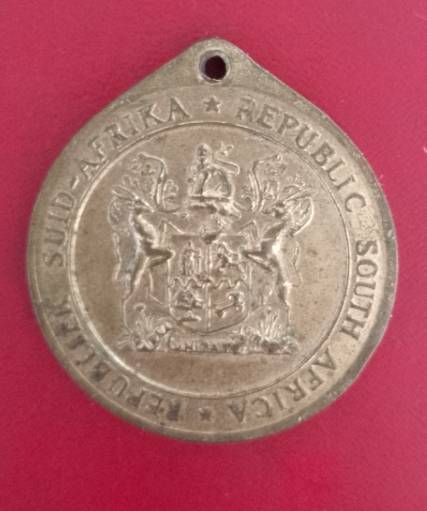 REPUBLIEK SUID-AFRIKA ★ REPUBLIC SOUTH AFRICA ★